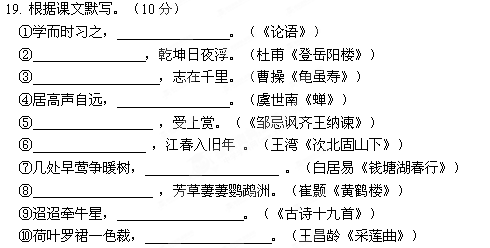 19. 根据课文默写。（10 分）
①学而时习之，________________。（《论语》）
②________________，乾坤日夜浮。（杜甫《登岳阳楼》）
③________________，志在千里。（曹操《龟虽寿》）
④居高声自远，________________。（虞世南《蝉》）
⑤________________，受上赏。（《邹忌讽齐王纳谏》）
⑥________________，江春入旧年 。（王湾《次北固山下》）
⑦几处早莺争暖树，________________。（白居易《钱塘湖春行》）
⑧________________，芳草萋萋鹦鹉洲。（崔颢《黄鹤楼》）
⑨迢迢牵牛星，________________。（《古诗十九首》）
⑩荷叶罗裙一色裁，________________。（王昌龄《采莲曲》）